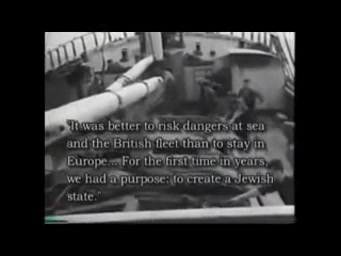 "It was better to risk dangers at sea
and the British fleet than to stay in
Europe... For the first time in years,
we had a purpose: to create a Jewish
state."